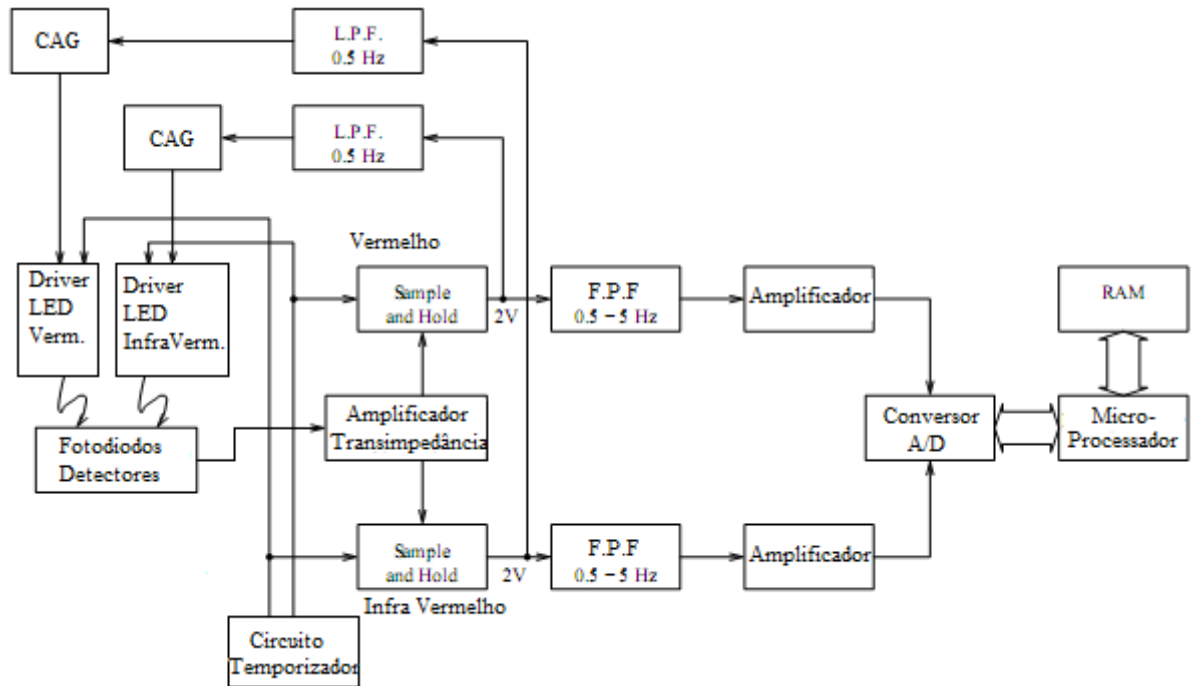 CAG
L.P.F.
0.5 Hz
CAG
L.P.F.
0.5 Hz
Vermelho
Driver
LED
Verm.
Driver
LED
InfraVerm.
Sample
and Hold
2V
F.P.F
0.5 – 5 Hz
Amplificador
RAM
Amplificador
Transimpedância
Conversor
A/D
Micro-
Processador
Fotodiodos
Detectores
Sample
and Hold
2V
F.P.F
0.5 – 5 Hz
Amplificador
Infra Vermelho
Circuito
Temporizador